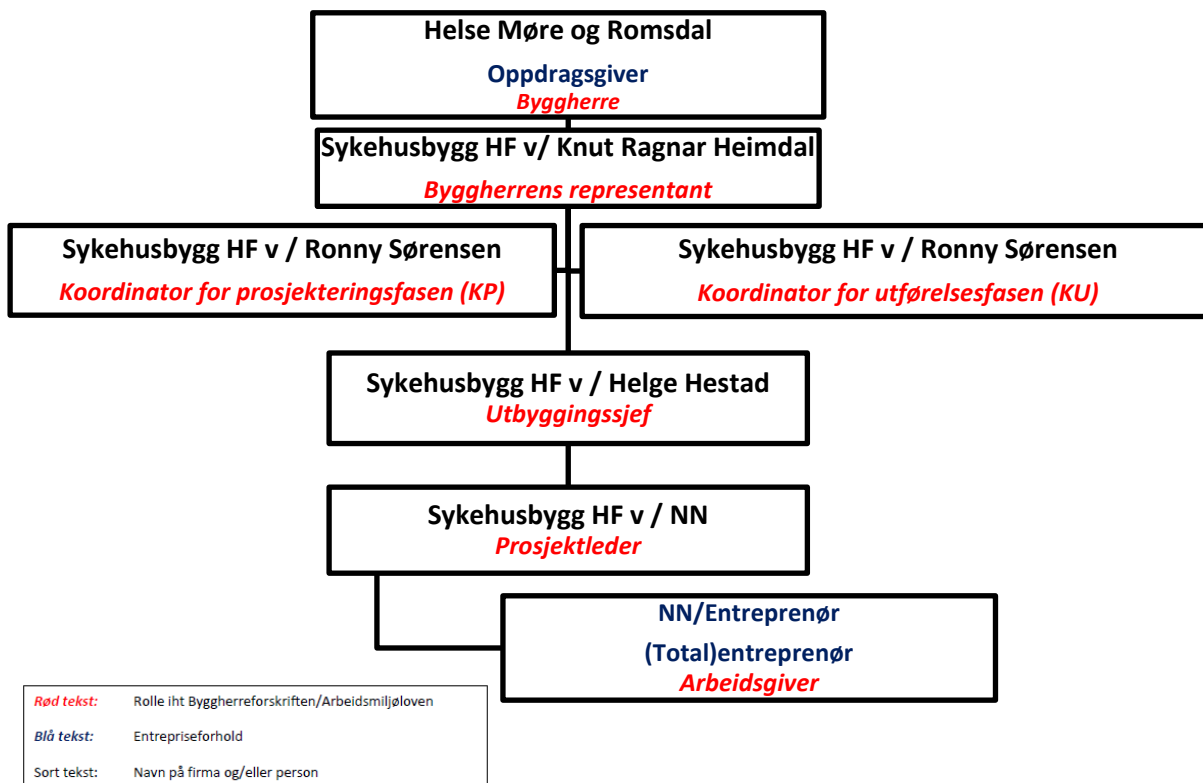 Helse Møre og Romsdal
Oppdragsgiver
Byggherre
Sykehusbygg HF v/ Knut Ragnar Heimdal
Byggherrens representant
Sykehusbygg HF v / Ronny Sørensen
Koordinator for prosjekteringsfasen (KP)
Sykehusbygg HF v / Ronny Sørensen
Koordinator for utførelsesfasen (KU)
Sykehusbygg HF v / Helge Hestad
Utbyggingssjef
Sykehusbygg HF v / NN
Prosjektleder
NN/Entreprenør
(Total)entreprenør
Arbeidsgiver
Rød tekst: Rolle iht Byggherreforskriften/Arbeidsmiljøloven
Blå tekst: Entrepriseforhold
Sort tekst: Navn på firma og/eller person